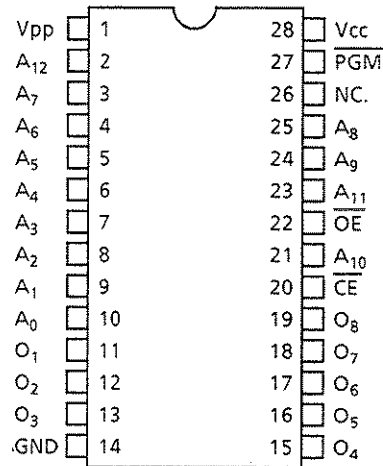 Vpp 1 28 Vcc
A12 2 27 PGM
A7 3 26 NC.
A6 4 25 A8
A5 5 24 A9
A4 6 23 A11
A3 7 22 OE
A2 8 21 A10
A1 9 20 CE
A0 10 19 O8
O1 11 18 O7
O2 12 17 O6
O3 13 16 O5
GND 14 15 O4